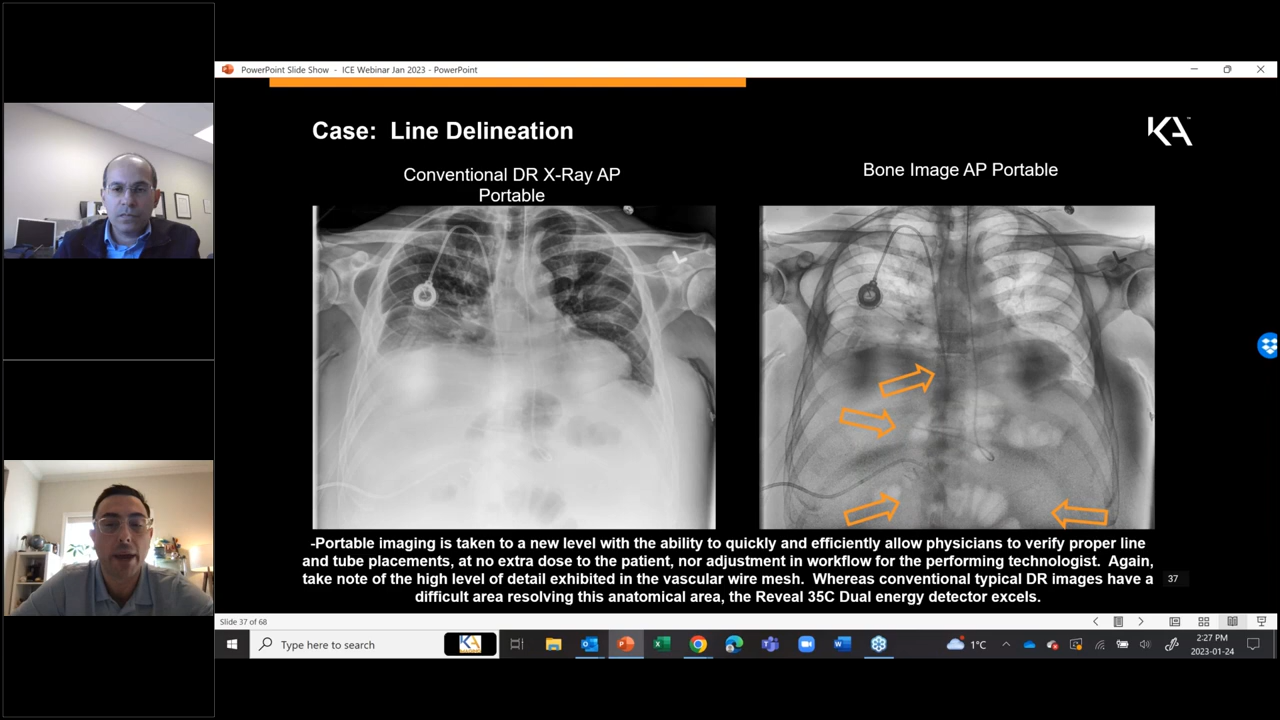 PowerPoint Slide Show - ICE Webinar Jan 2023 - PowerPoint
Case: Line Delineation
KA
Conventional DR X-Ray AP
Portable
Bone Image AP Portable
L
L
-Portable imaging is taken to a new level with the ability to quickly and efficiently allow physicians to verify proper line
and tube placements, at no extra dose to the patient, nor adjustment in workflow for the performing technologist. Again,
take note of the high level of detail exhibited in the vascular wire mesh. Whereas conventional typical DR images have a
difficult area resolving this anatomical area, the Reveal 35C Dual energy detector excels.
37
Slide 37 of 68
Type here to search
KA
1°C
2:27 PM
2023-01-24